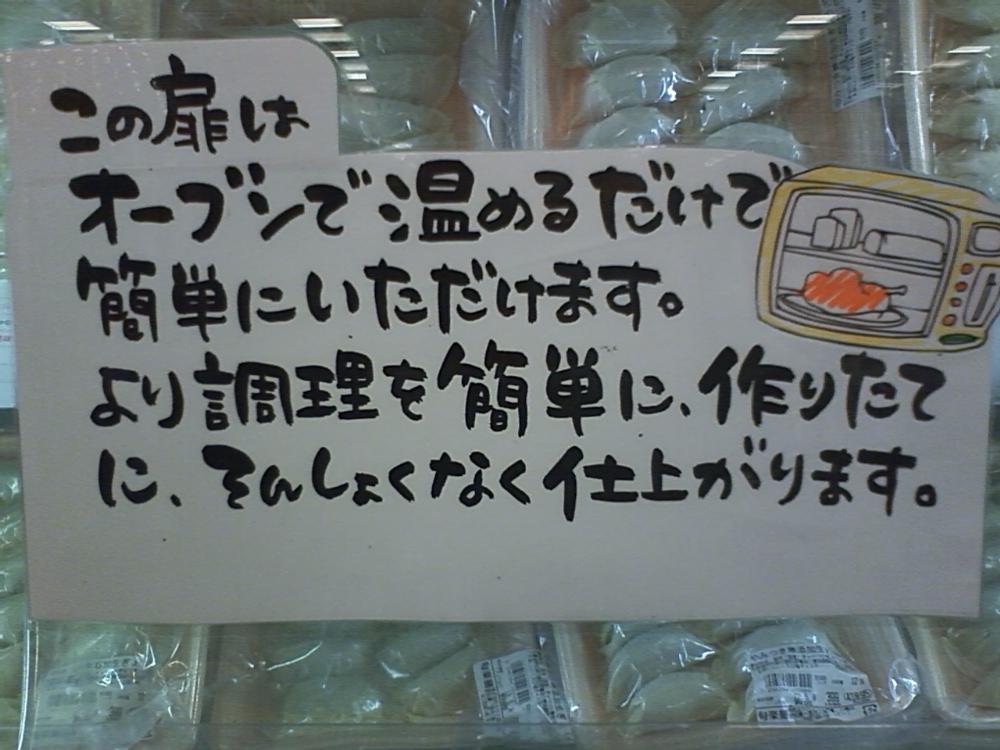 この扉は
オーブンで温めるだけで
簡単にいただけます。
より調理を簡単に、作りたて
に、そんしょくなく仕上がります。